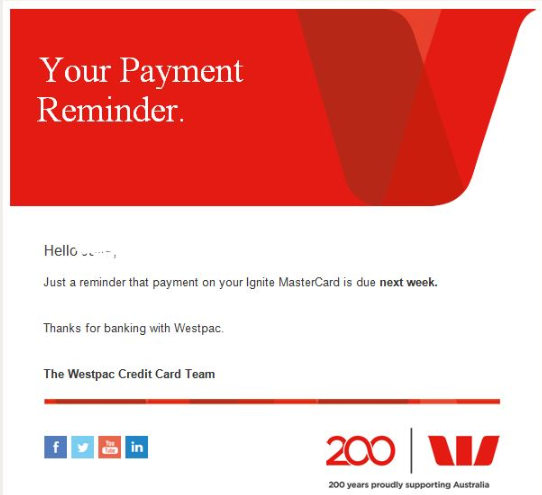 Your Payment
Reminder.
Hello
Just a reminder that payment on your Ignite MasterCard is due next week.
Thanks for banking with Westpac.
The Westpac Credit Card Team
f You Tube in
200
200 years proudly supporting Australia